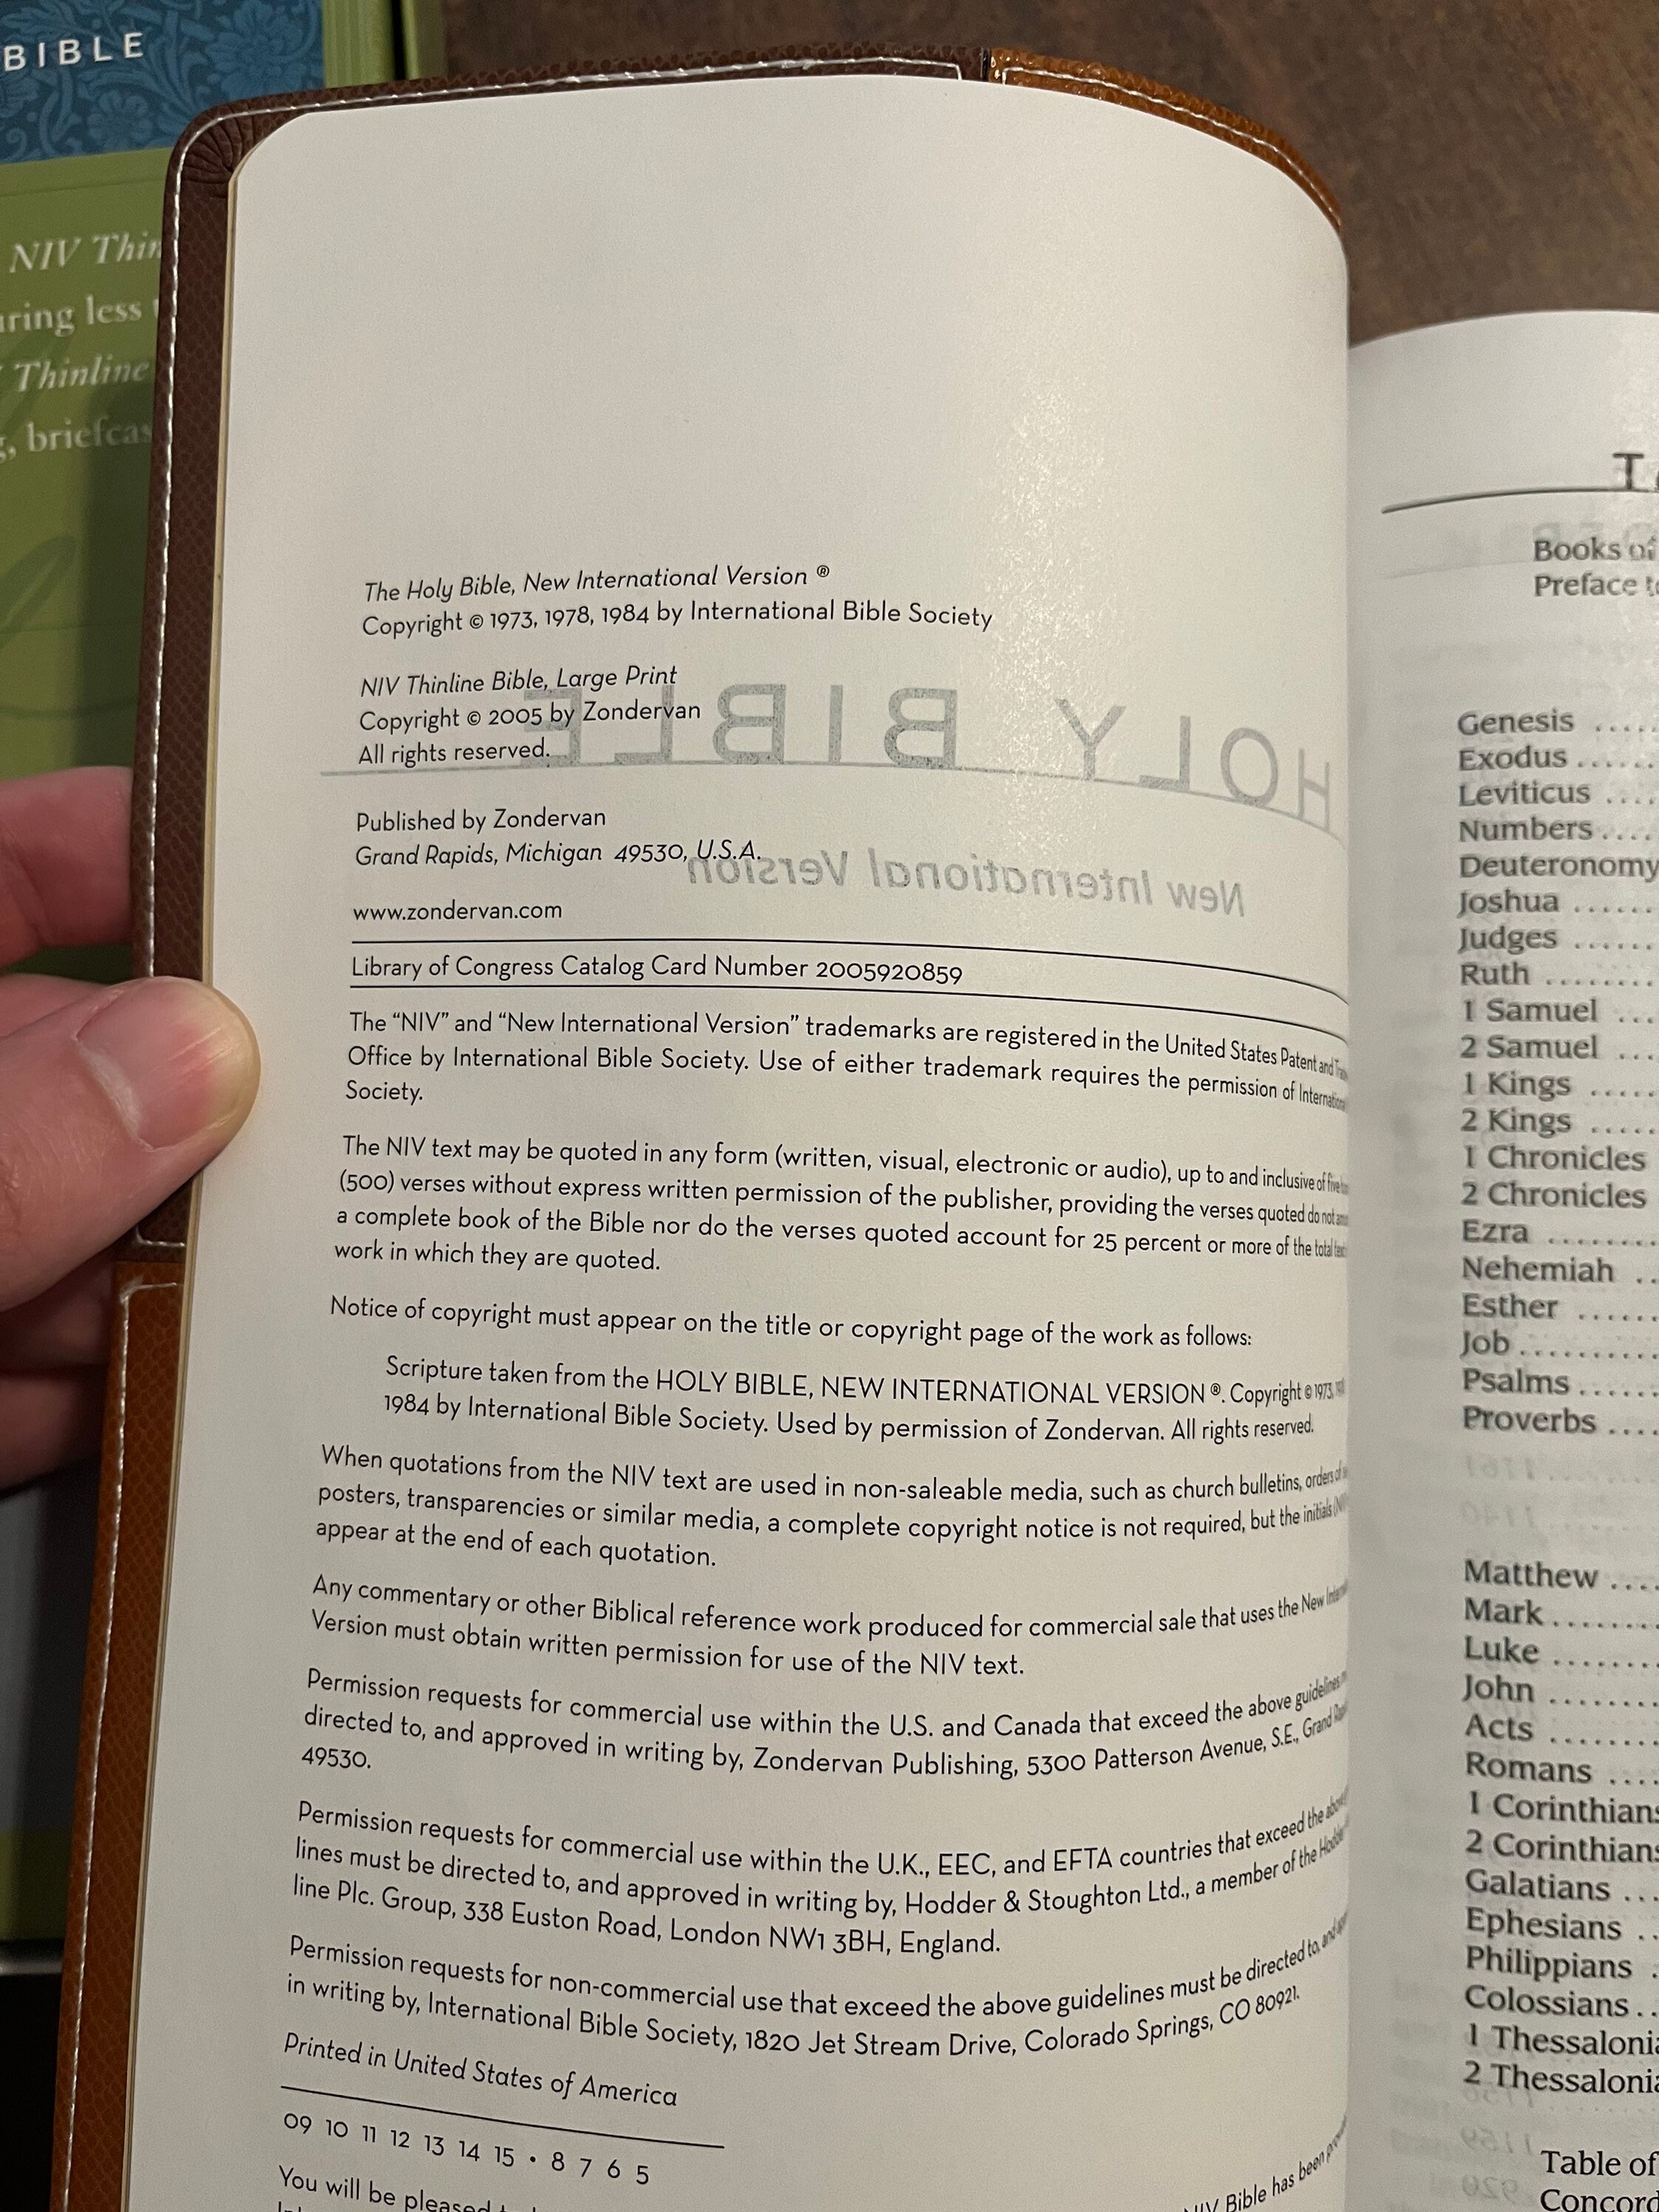 BIBLE
NIV Thin
uring less
Thinline
briefcas
The Holy Bible, New International Version ®
Copyright © 1973, 1978, 1984 by International Bible Society
NIV Thinline Bible, Large Print
Copyright © 2005 by Zondervan
All rights reserved.
HOLY BIBLE
Published by Zondervan
Grand Rapids, Michigan 49530, U.S.A.
New International Version
www.zondervan.com
Library of Congress Catalog Card Number 2005920859
The “NIV” and “New International Version” trademarks are registered in the United States Patent and
Office by International Bible Society. Use of either trademark requires the permission of International
Society.
The NIV text may be quoted in any form (written, visual, electronic or audio), up to and inclusive of five
(500) verses without express written permission of the publisher, providing the verses quoted do not
a complete book of the Bible nor do the verses quoted account for 25 percent or more of the total
work in which they are quoted.
Notice of copyright must appear on the title or copyright page of the work as follows:
Scripture taken from the HOLY BIBLE, NEW INTERNATIONAL VERSION ®. Copyright © 1973,
1984 by International Bible Society. Used by permission of Zondervan. All rights reserved.
When quotations from the NIV text are used in non-saleable media, such as church bulletins, orders of
posters, transparencies or similar media, a complete copyright notice is not required, but the initials
appear at the end of each quotation.
Any commentary or other Biblical reference work produced for commercial sale that uses the New
Version must obtain written permission for use of the NIV text.
Permission requests for commercial use within the U.S. and Canada that exceed the above guidelines
directed to, and approved in writing by, Zondervan Publishing, 5300 Patterson Avenue, S.E., Grand
49530.
Permission requests for commercial use within the U.K., EEC, and EFTA countries that exceed the above
lines must be directed to, and approved in writing by, Hodder & Stoughton Ltd., a member of the Hodder
line Plc. Group, 338 Euston Road, London NW1 3BH, England.
Permission requests for non-commercial use that exceed the above guidelines must be directed to, and
in writing by, International Bible Society, 1820 Jet Stream Drive, Colorado Springs, CO 80921.
Printed in United States of America
09 10 11 12 13 14 15 • 8 7 6 5
You will be pleased
NIV Bible has been
Books of
Preface to
Genesis .....
Exodus ......
Leviticus ....
Numbers ....
Deuteronomy
Joshua ......
Judges ......
Ruth ........
1 Samuel ...
2 Samuel ...
1 Kings .....
2 Kings .....
1 Chronicles
2 Chronicles
Ezra ........
Nehemiah ..
Esther ......
Job .........
Psalms .....
Proverbs ....
Matthew ....
Mark .......
Luke .......
John .......
Acts .......
Romans ....
1 Corinthians
2 Corinthians
Galatians ...
Ephesians ..
Philippians .
Colossians ..
1 Thessalonia
2 Thessalonia
Table of
Concord